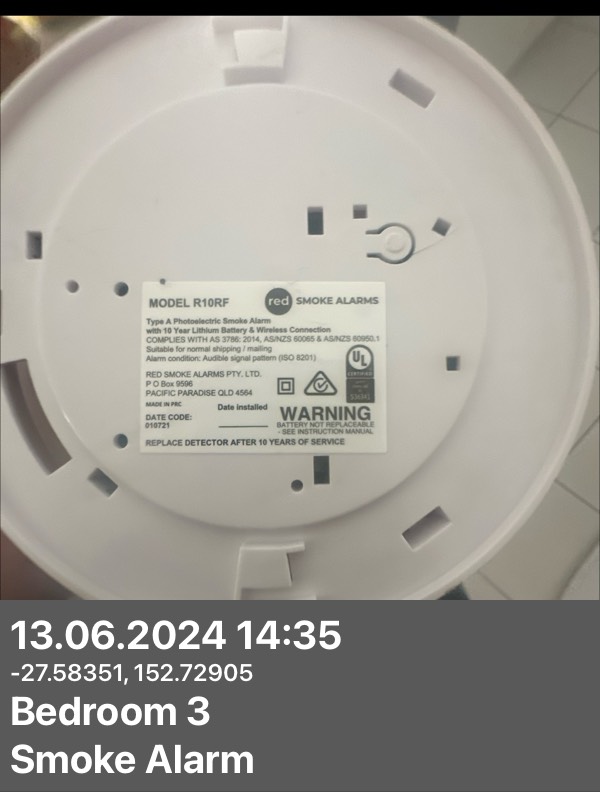 MODEL R10RF
red SMOKE ALARMS
Type A Photoelectric Smoke Alarm
with 10 Year Lithium Battery & Wireless Connection
COMPLIES WITH AS 3786: 2014, AS/NZS 60065 & AS/NZS 60950.1
Suitable for normal shipping / mailing
Alarm condition: Audible signal pattern (ISO 8201)
RED SMOKE ALARMS PTY. LTD.
P O Box 9596
PACIFIC PARADISE QLD 4564
MADE IN PRC
DATE CODE:
010721
Date installed
UL
CERTIFIED
WARNING
BATTERY NOT REPLACEABLE
- SEE INSTRUCTION MANUAL
REPLACE DETECTOR AFTER 10 YEARS OF SERVICE
13.06.2024 14:35
-27.58351, 152.72905
Bedroom 3
Smoke Alarm